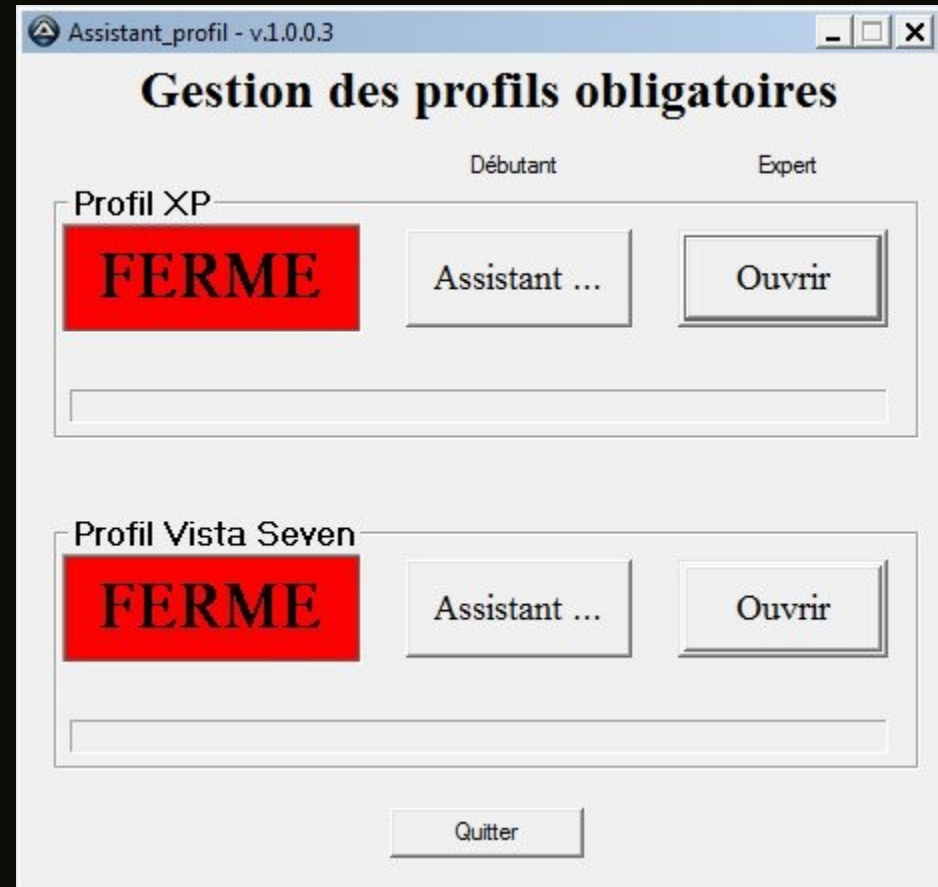 Assistant_profil - v.1.0.0.3
Gestion des profils obligatoires
Débutant Expert
Profil XP
FERME Assistant ... Ouvrir
Profil Vista Seven
FERME Assistant ... Ouvrir
Quitter